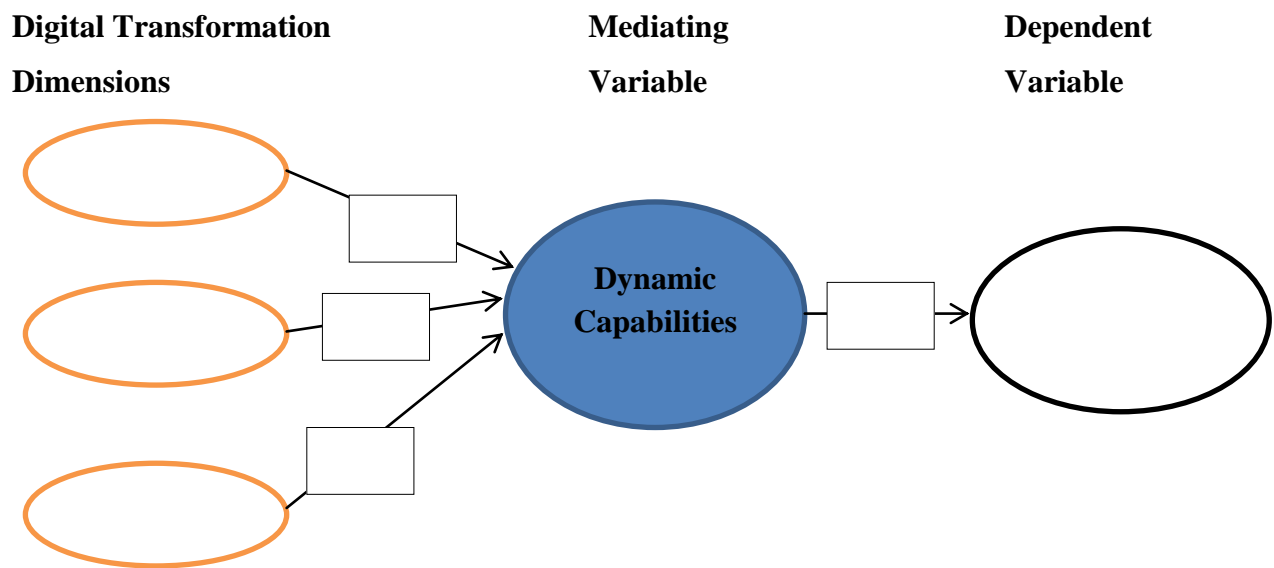 Digital Transformation
Dimensions
Mediating
Variable
Dependent
Variable
Dynamic
Capabilities